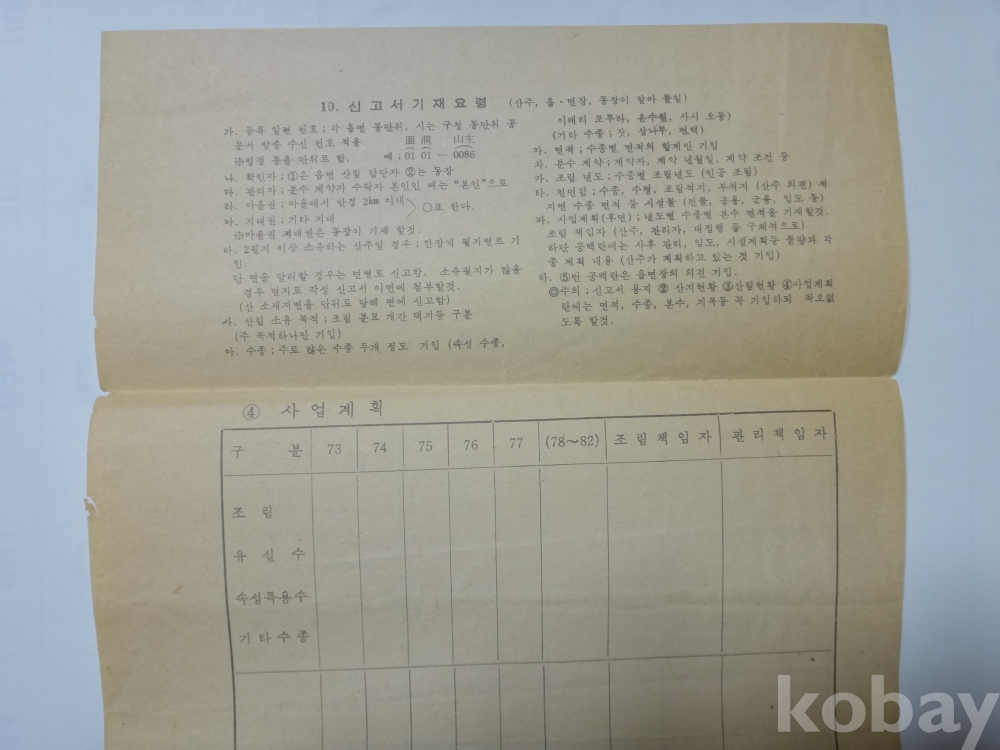 10. 신고서기재요령 (산주, 읍·면장, 동장이 알아 둘일)
가. 등록 일련 번호 ; 각 읍면 동단위, 시는 구청 동단위 공
문서 발송 수신 번호 적용 面 洞 山主
※법정 동을 단위로 함. 예 ; 01 01 — 0086
나. 확인자 ; ①은 읍면 산림 담당자 ②는 동장
다. 관리자 ; 분수 계약자 수탁자 본인인 때는 "본인"으로
라. 마을권 ; 마을에서 반경 2km 이내
○표 한다.
마. 지대권 ; 기타 지대
※마을권 지대권은 동장이 기재 할것.
바. 2필지 이상 소유하는 산주일 경우 ; 한장에 필지별로 기
입.
단 면을 달리할 경우는 면별로 신고함. 소유필지가 많을
경우 별지로 작성 신고서 이면에 첨부할것.
(산 소재지면을 단위로 당해 면에 신고함)
사. 산림 소유 목적 ; 조림 분묘 개간 택지등 구분
(주 목적하나만 기입)
아. 수종 ; 주로 많은 수종 두개 정도 기입 (속성 수종,
이태리 포푸라, 은수원, 사시 오동)
(기타 수종 ; 잣, 삼나무, 편백)
자. 면적 ; 수종별 면적의 합계만 기입
차. 분수 계약 ; 계약자, 계약 년월일, 계약 조건 등
카. 조림 년도 ; 수종별 조림년도 (인공 조림)
타. 천연림 ; 수종, 수령, 조림적지, 부적지 (산주 의견) 적
지면 수종 면적 등 시설물 (건물, 공용, 군용, 임도 등)
파. 사업계획(후면) ; 년도별 수종별 본수 면적을 기재할것.
조림 책임자 (산주, 관리자, 대집행 등 구체적으로)
하단 공백란에는 사후 관리, 임도, 시설계획등 물량과 각
종 계획 내용 (산주가 계획하고 있는 것 기입)
하. ⑤번 공백란은 읍면장의 의견 기입.
◎주의 ; 신고서 용지 ② 산지현황 ③산림현황 ④사업계획
란에는 면적, 수종, 본수, 지목등 꼭 기입하되 착오없
도록 할것.
④ 사업계획
구 분 73 74 75 76 77 (78~82) 조림책임자 관리책임자
조림
유실수
속성특용수
기타수종
kobay